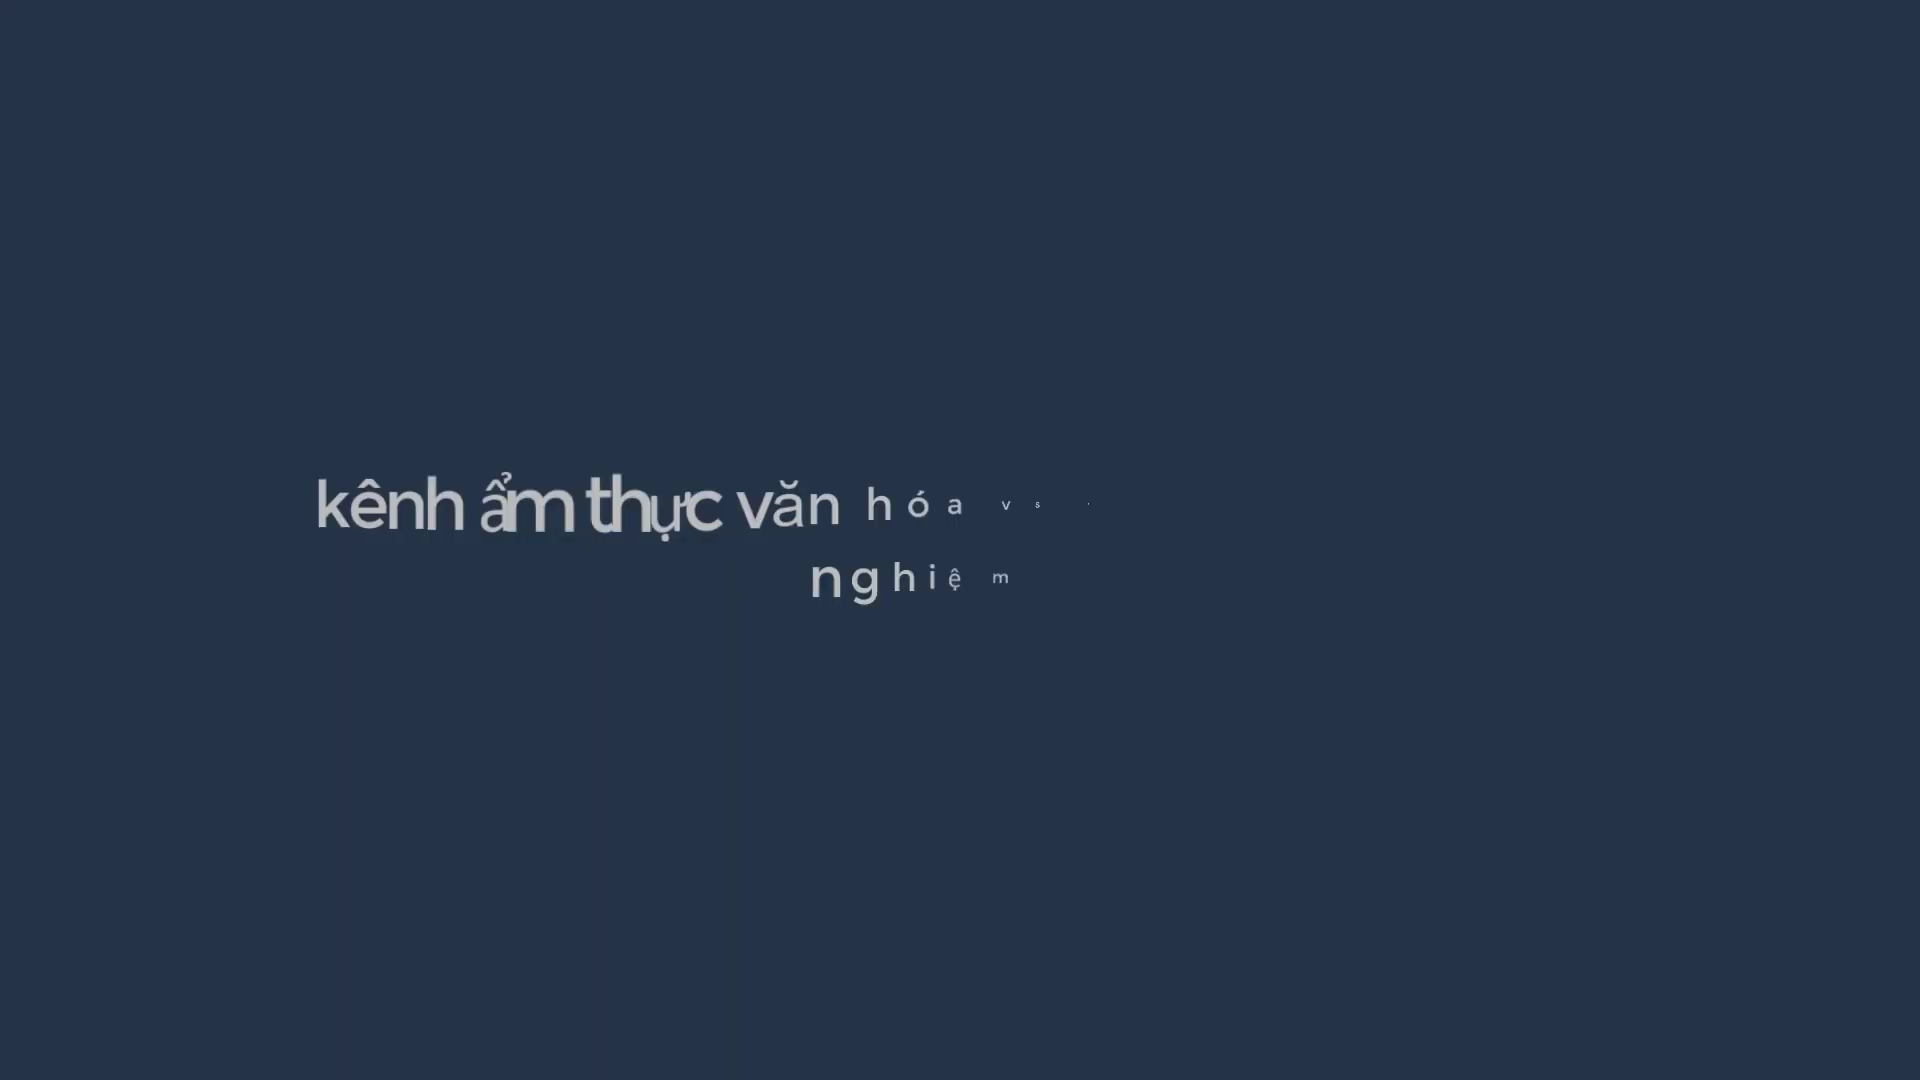 kênh ẩm thực văn hóa
nghiệm